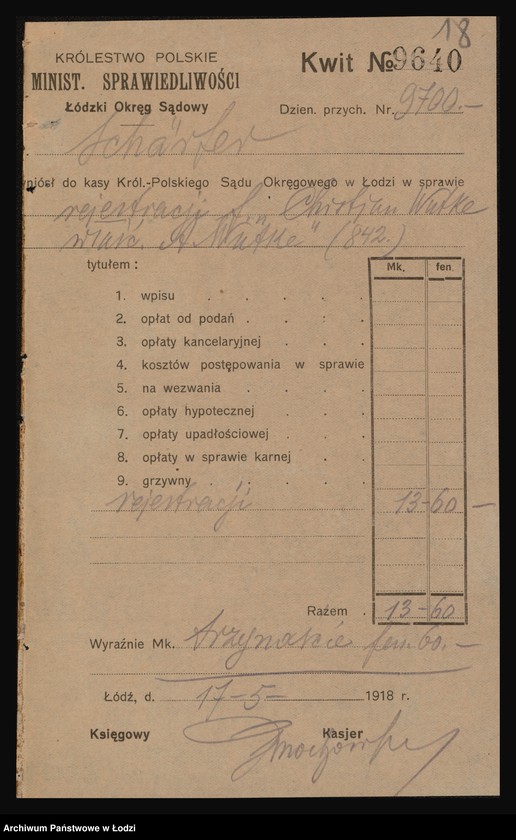 18
KRÓLESTWO POLSKIE
MINIST. SPRAWIEDLIWOŚCI
Łódzki Okręg Sądowy
Kwit № 9640
Dzien. przych. Nr. 9700.—
Schärfer
wniósł do kasy Król.-Polskiego Sądu Okręgowego w Łodzi w sprawie
rejestracji f. „Christjan Wutke
właśc. A. Wutke" (842.)
tytułem :
Mk. fen.
1. wpisu . . . . .
2. opłat od podań . . : .
3. opłaty kancelaryjnej . . .
4. kosztów postępowania w sprawie
5. na wezwania . . . .
6. opłaty hypotecznej . . .
7. opłaty upadłościowej . . .
8. opłaty w sprawie karnej . .
9. grzywny . . . . .
rejestracji 13-60 —
Razem . 13-60
Wyraźnie Mk. trzynaście fen. 60.—
Łódź, d. 17-5- 1918 r.
Księgowy Kasjer
Archiwum Państwowe w Łodzi